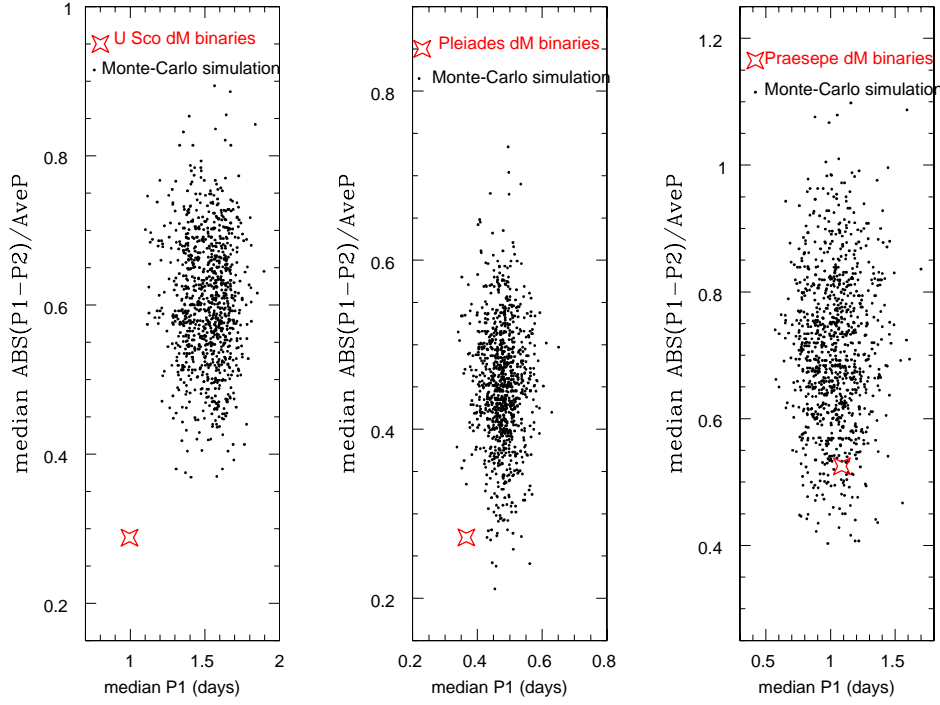 1
0.8
0.6
0.4
0.2
1
1.5
2
median ABS(P1-P2)/AveP
median P1 (days)
U Sco dM binaries
Monte-Carlo simulation
0.8
0.6
0.4
0.2
0.2
0.4
0.6
0.8
median ABS(P1-P2)/AveP
median P1 (days)
Pleiades dM binaries
Monte-Carlo simulation
1.2
1
0.8
0.6
0.4
0.5
1
1.5
median ABS(P1-P2)/AveP
median P1 (days)
Praesepe dM binaries
Monte-Carlo simulation